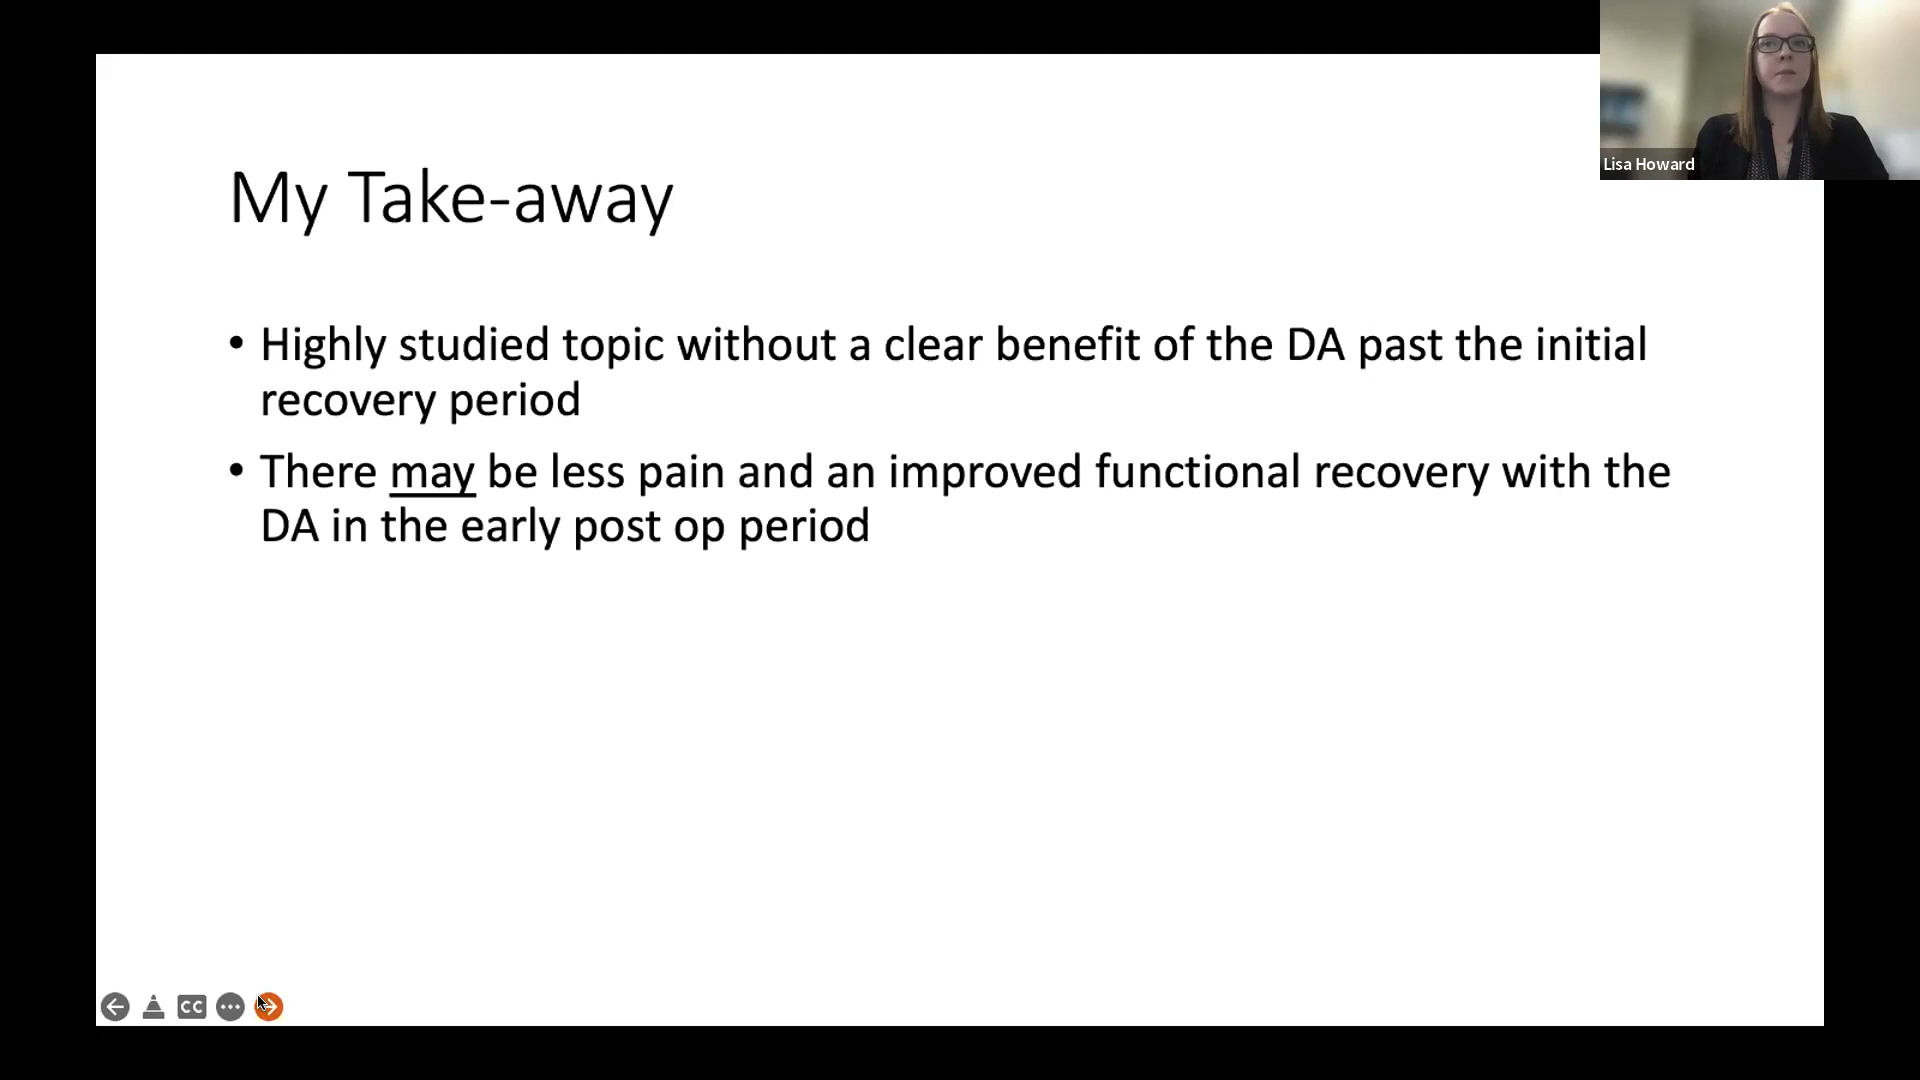 Lisa Howard
My Take-away
• Highly studied topic without a clear benefit of the DA past the initial
recovery period
• There may be less pain and an improved functional recovery with the
DA in the early post op period
CC